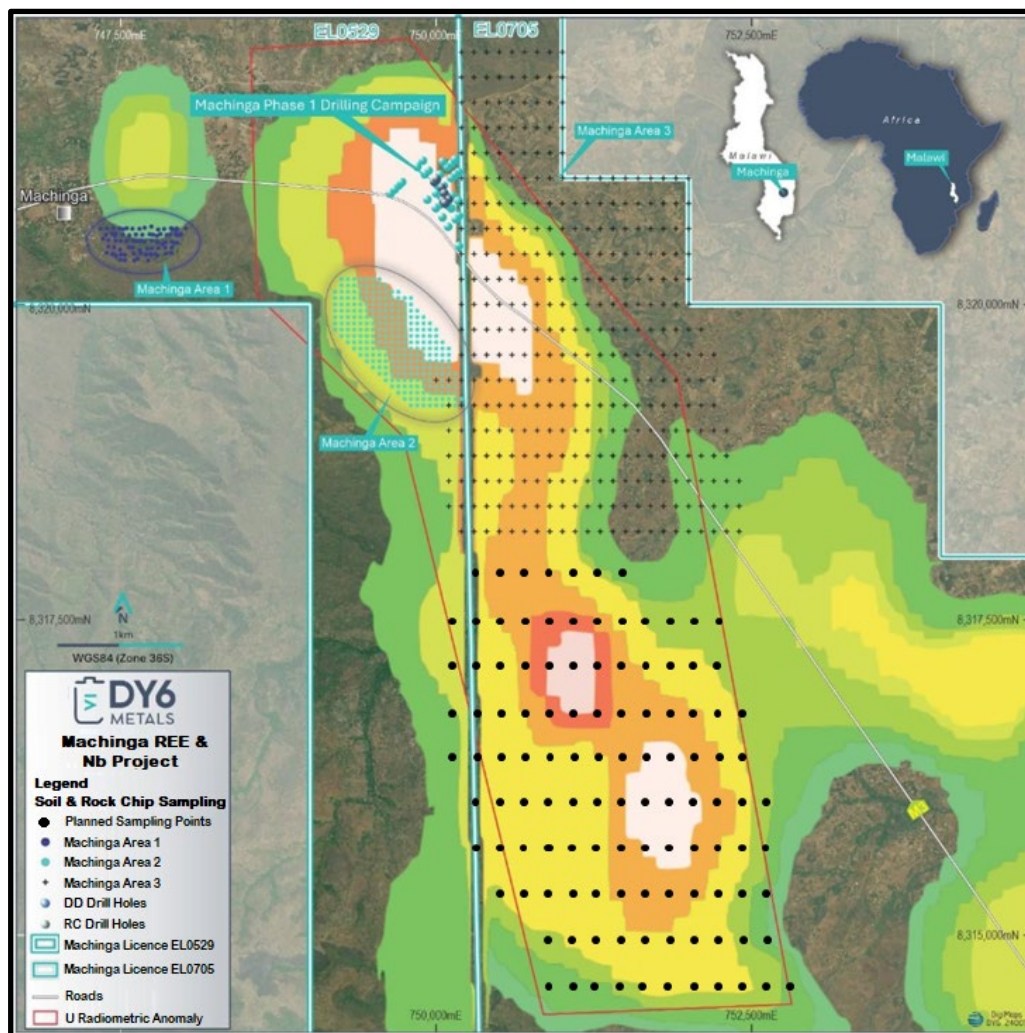 747,500mE
750,000mE
752,500mE
EL0529
EL0705
Machinga Phase 1 Drilling Campaign
Machinga Area 3
Malawi
Machinga
Africa
Malawi
Machinga
Machinga Area 1
8,320,000mN
8,320,000mN
Machinga Area 2
8,317,500mN
8,317,500mN
N
1km
WGS84 (Zone 36S)
DY6
METALS
Machinga REE &
Nb Project
Legend
Soil & Rock Chip Sampling
Planned Sampling Points
Machinga Area 1
Machinga Area 2
Machinga Area 3
DD Drill Holes
RC Drill Holes
Machinga Licence EL0529
Machinga Licence EL0705
Roads
U Radiometric Anomaly
8,315,000mN
750,000mE
752,500mE
DigiMaps